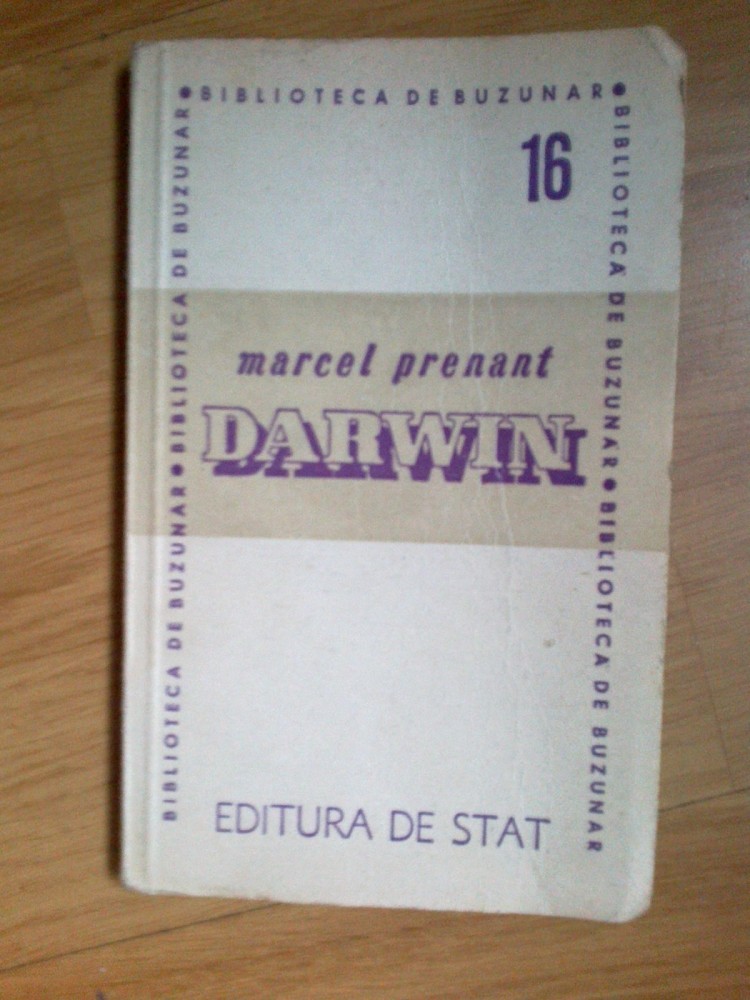 ●BIBLIOTECA DE BUZUNAR●
BIBLIOTECA DE BUZUNAR●BIBLIOTECA DE BUZUNAR
BIBLIOTECA DE BUZUNAR●BIBLIOTECA DE BUZUNAR
16
marcel prenant
DARWIN
EDITURA DE STAT